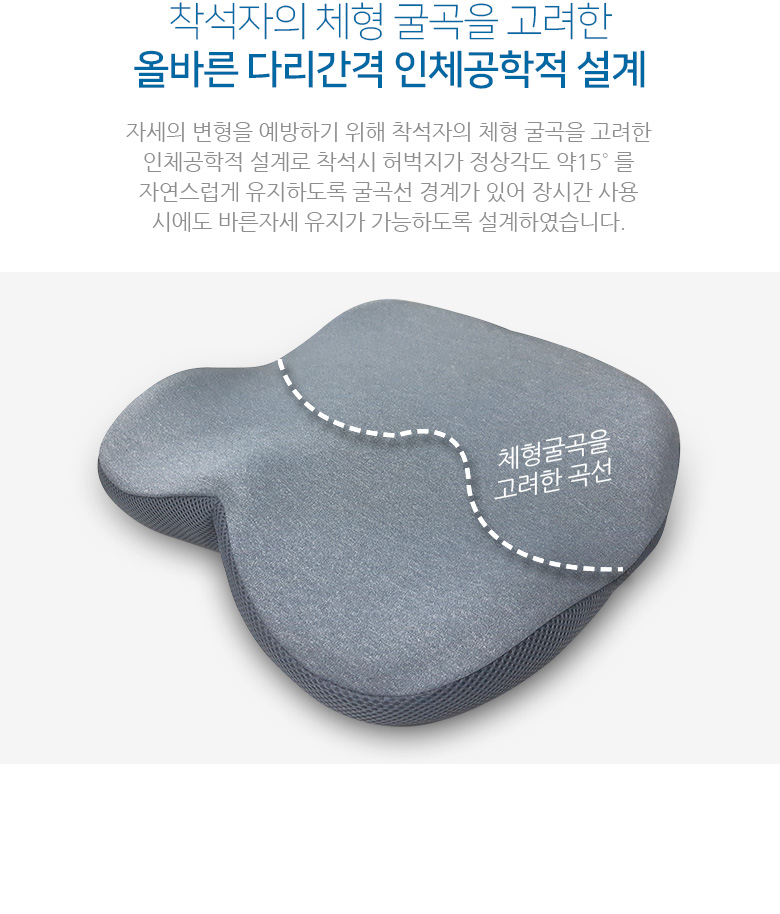 착석자의 체형 굴곡을 고려한
올바른 다리간격 인체공학적 설계
자세의 변형을 예방하기 위해 착석자의 체형 굴곡을 고려한
인체공학적 설계로 착석시 허벅지가 정상각도 약15˚ 를
자연스럽게 유지하도록 굴곡선 경계가 있어 장시간 사용
시에도 바른자세 유지가 가능하도록 설계하였습니다.
체형굴곡을
고려한 곡선